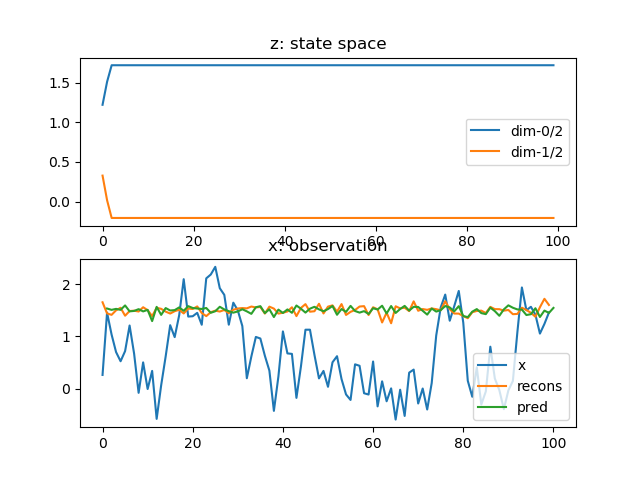 z: state space
1.5
1.0
0.5
0.0
dim-0/2
dim-1/2
0 20 40 60 80 100
x: observation
2
1
0
x
recons
pred
0 20 40 60 80 100